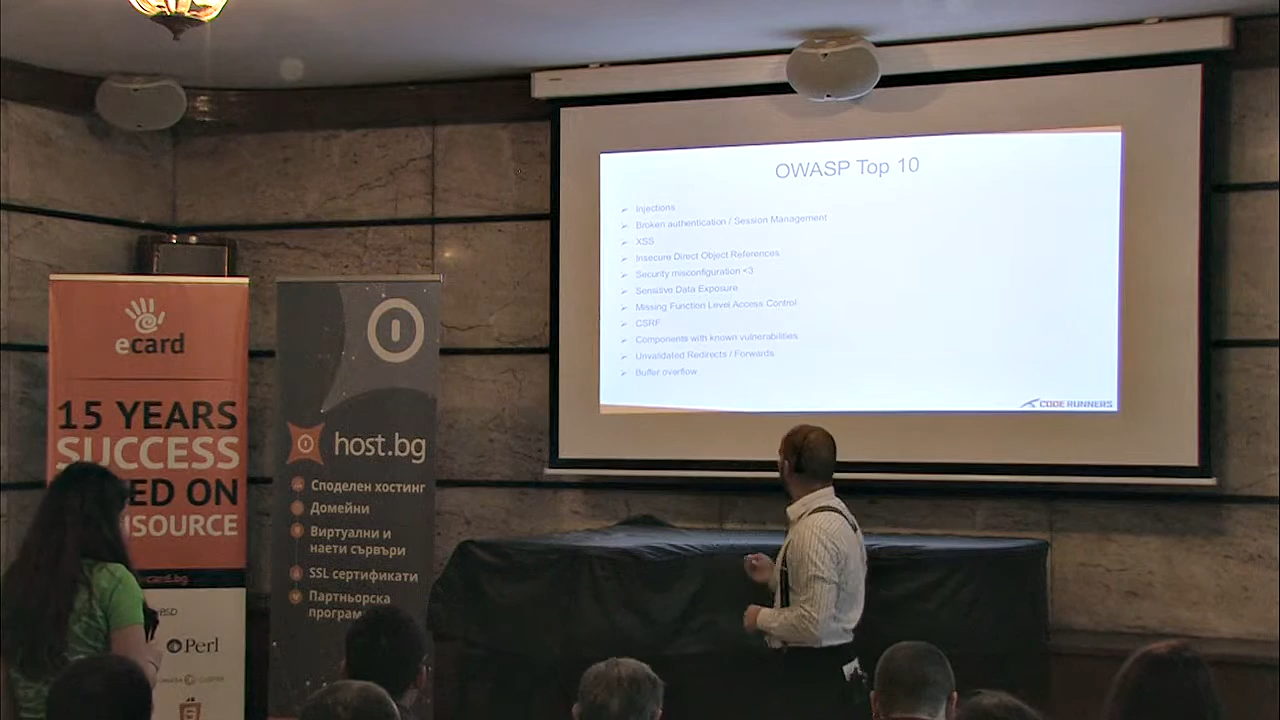 OWASP Top 10
Injections
Broken authentication / Session Management
XSS
Insecure Direct Object References
Security misconfiguration <3
Sensitive Data Exposure
Missing Function Level Access Control
CSRF
Components with known vulnerabilities
Unvalidated Redirects / Forwards
Buffer overflow
CODE RUNNERS
ecard
15 YEARS
SUCCESS
ED ON
SOURCE
Perl
host.bg
Споделен хостинг
Домейни
Виртуални и
наети сървъри
SSL сертификати
Партньорска
програм